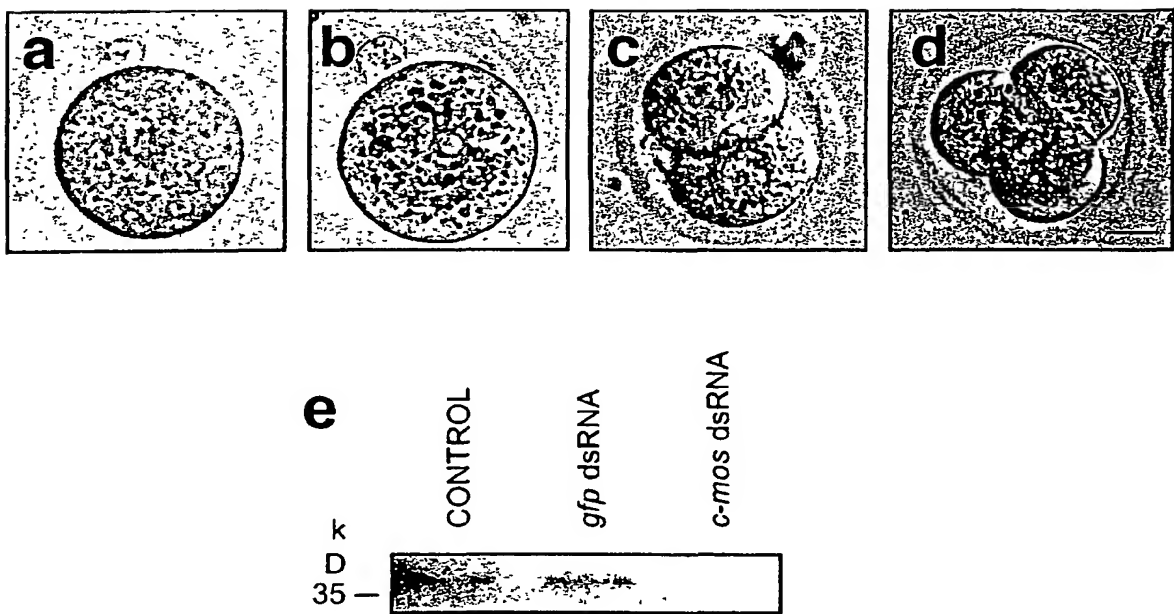 a
b
c
d
e
CONTROL
gfp dsRNA
c-mos dsRNA
k
D
35 —